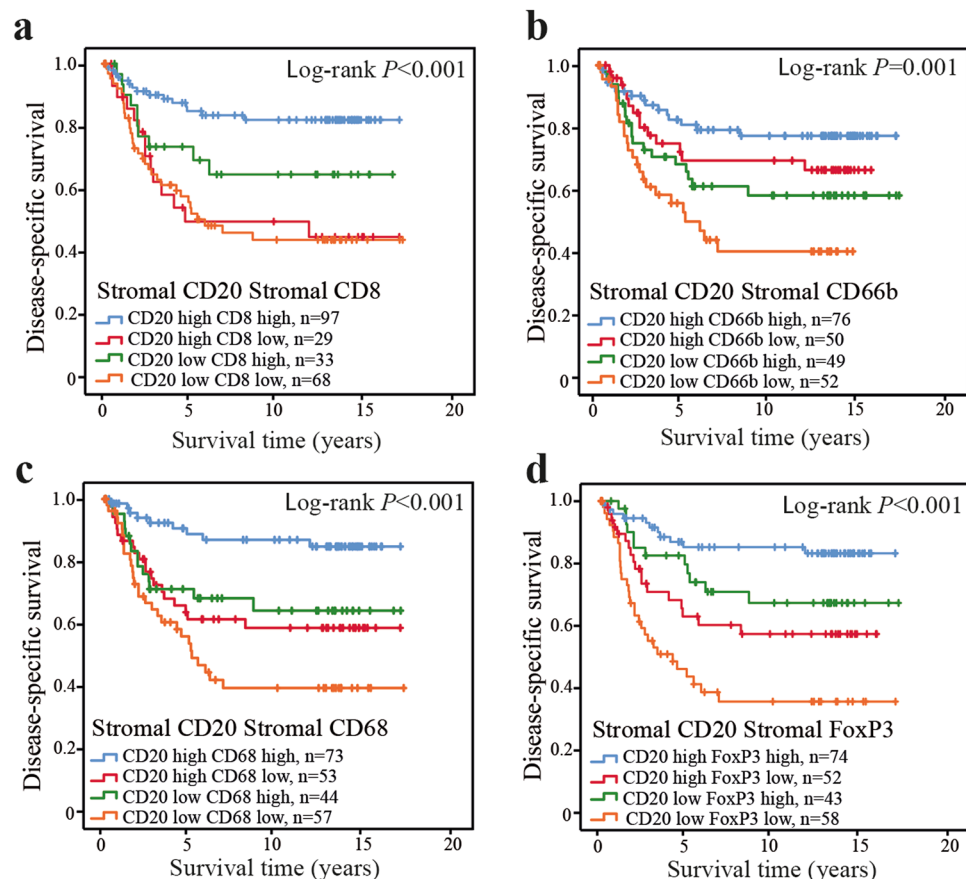 a
Log-rank P<0.001
Disease-specific survival
1.0
0.8
0.6
0.4
0.2
0
Stromal CD20 Stromal CD8
CD20 high CD8 high, n=97
CD20 high CD8 low, n=29
CD20 low CD8 high, n=33
CD20 low CD8 low, n=68
0 5 10 15 20
Survival time (years)
b
Log-rank P=0.001
Disease-specific survival
1.0
0.8
0.6
0.4
0.2
0
Stromal CD20 Stromal CD66b
CD20 high CD66b high, n=76
CD20 high CD66b low, n=50
CD20 low CD66b high, n=49
CD20 low CD66b low, n=52
0 5 10 15 20
Survival time (years)
c
Log-rank P<0.001
Disease-specific survival
1.0
0.8
0.6
0.4
0.2
0
Stromal CD20 Stromal CD68
CD20 high CD68 high, n=73
CD20 high CD68 low, n=53
CD20 low CD68 high, n=44
CD20 low CD68 low, n=57
0 5 10 15 20
Survival time (years)
d
Log-rank P<0.001
Disease-specific survival
1.0
0.8
0.6
0.4
0.2
0
Stromal CD20 Stromal FoxP3
CD20 high FoxP3 high, n=74
CD20 high FoxP3 low, n=52
CD20 low FoxP3 high, n=43
CD20 low FoxP3 low, n=58
0 5 10 15 20
Survival time (years)